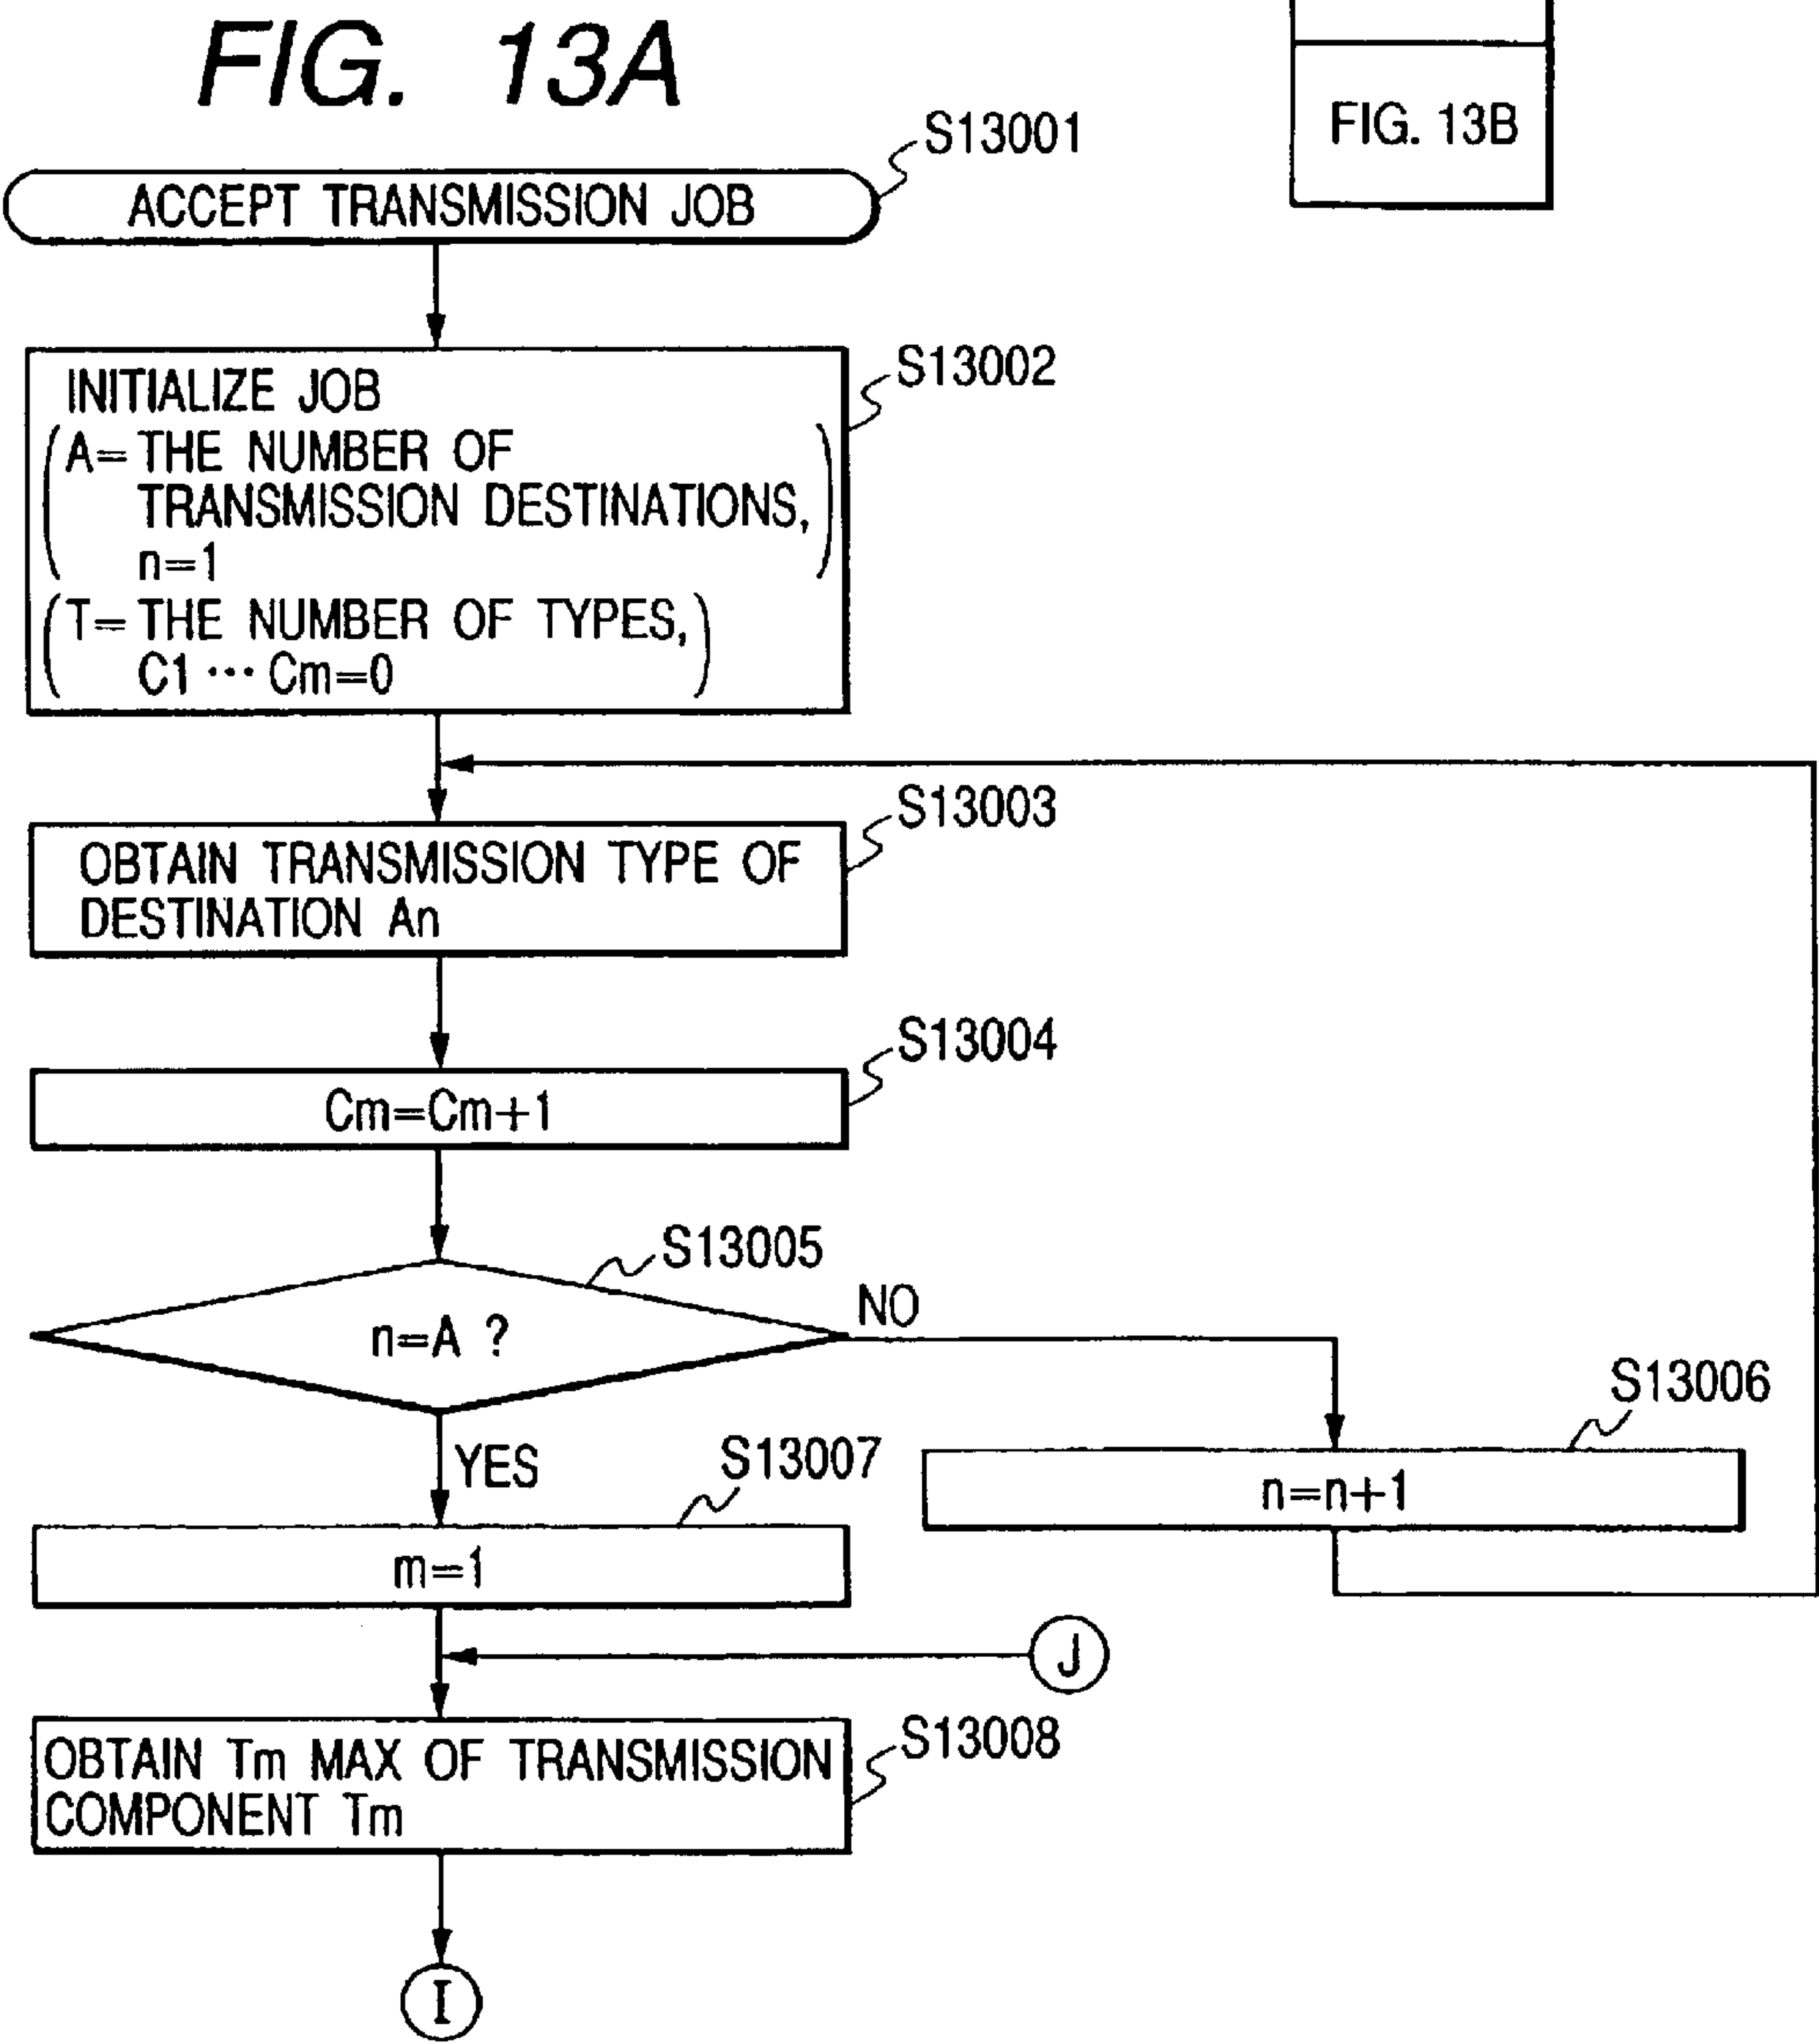 FIG. 13A
FIG. 13B
S13001
ACCEPT TRANSMISSION JOB
S13002
INITIALIZE JOB
(A= THE NUMBER OF
TRANSMISSION DESTINATIONS,
n=1)
(T= THE NUMBER OF TYPES,
C1 ··· Cm=0)
S13003
OBTAIN TRANSMISSION TYPE OF
DESTINATION An
S13004
Cm=Cm+1
S13005
n=A ?
NO
S13006
n=n+1
YES
S13007
m=1
J
S13008
OBTAIN Tm MAX OF TRANSMISSION
COMPONENT Tm
I